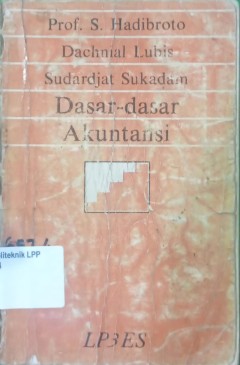 Prof. S. Hadibroto
Dachnial Lubis
Sudardjat Sukadam
Dasar-dasar
Akuntansi
liteknik LPP
LP3ES